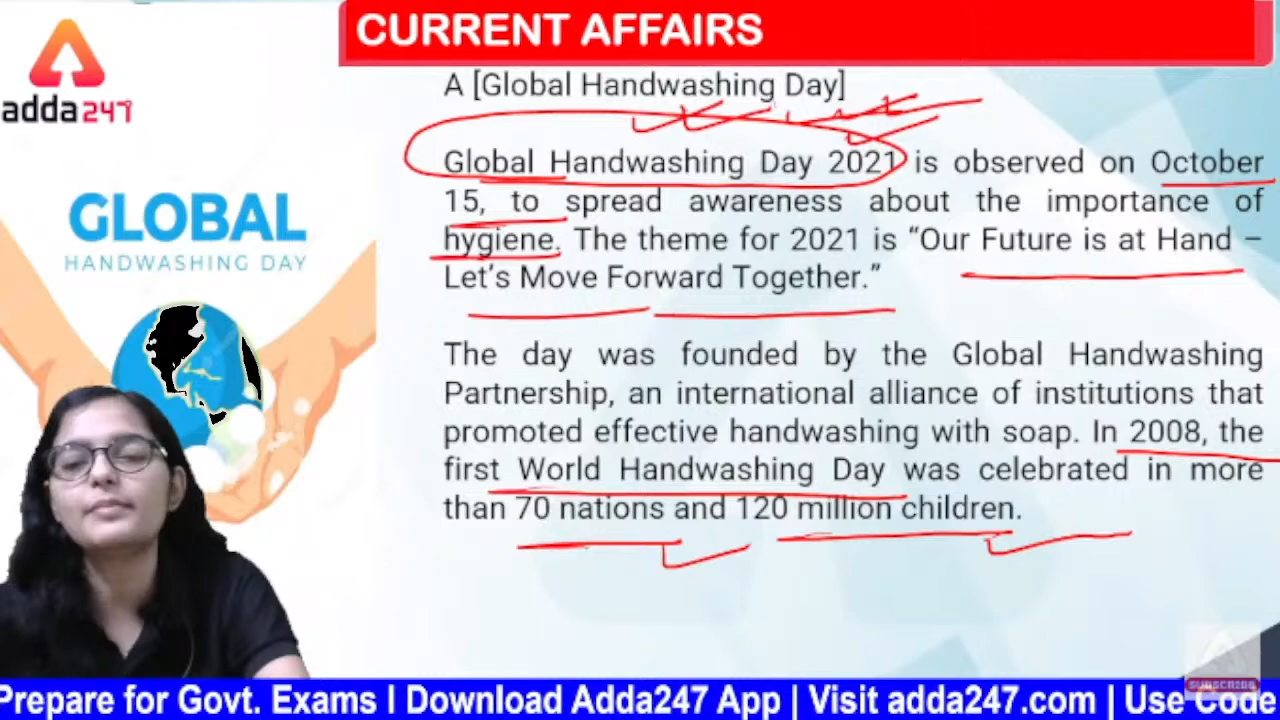 CURRENT AFFAIRS
adda247
A [Global Handwashing Day]
Global Handwashing Day 2021 is observed on October
15, to spread awareness about the importance of
hygiene. The theme for 2021 is “Our Future is at Hand –
Let’s Move Forward Together.”
GLOBAL
HANDWASHING DAY
The day was founded by the Global Handwashing
Partnership, an international alliance of institutions that
promoted effective handwashing with soap. In 2008, the
first World Handwashing Day was celebrated in more
than 70 nations and 120 million children.
SUBSCRIBE
Prepare for Govt. Exams I Download Adda247 App | Visit adda247.com | Use Code